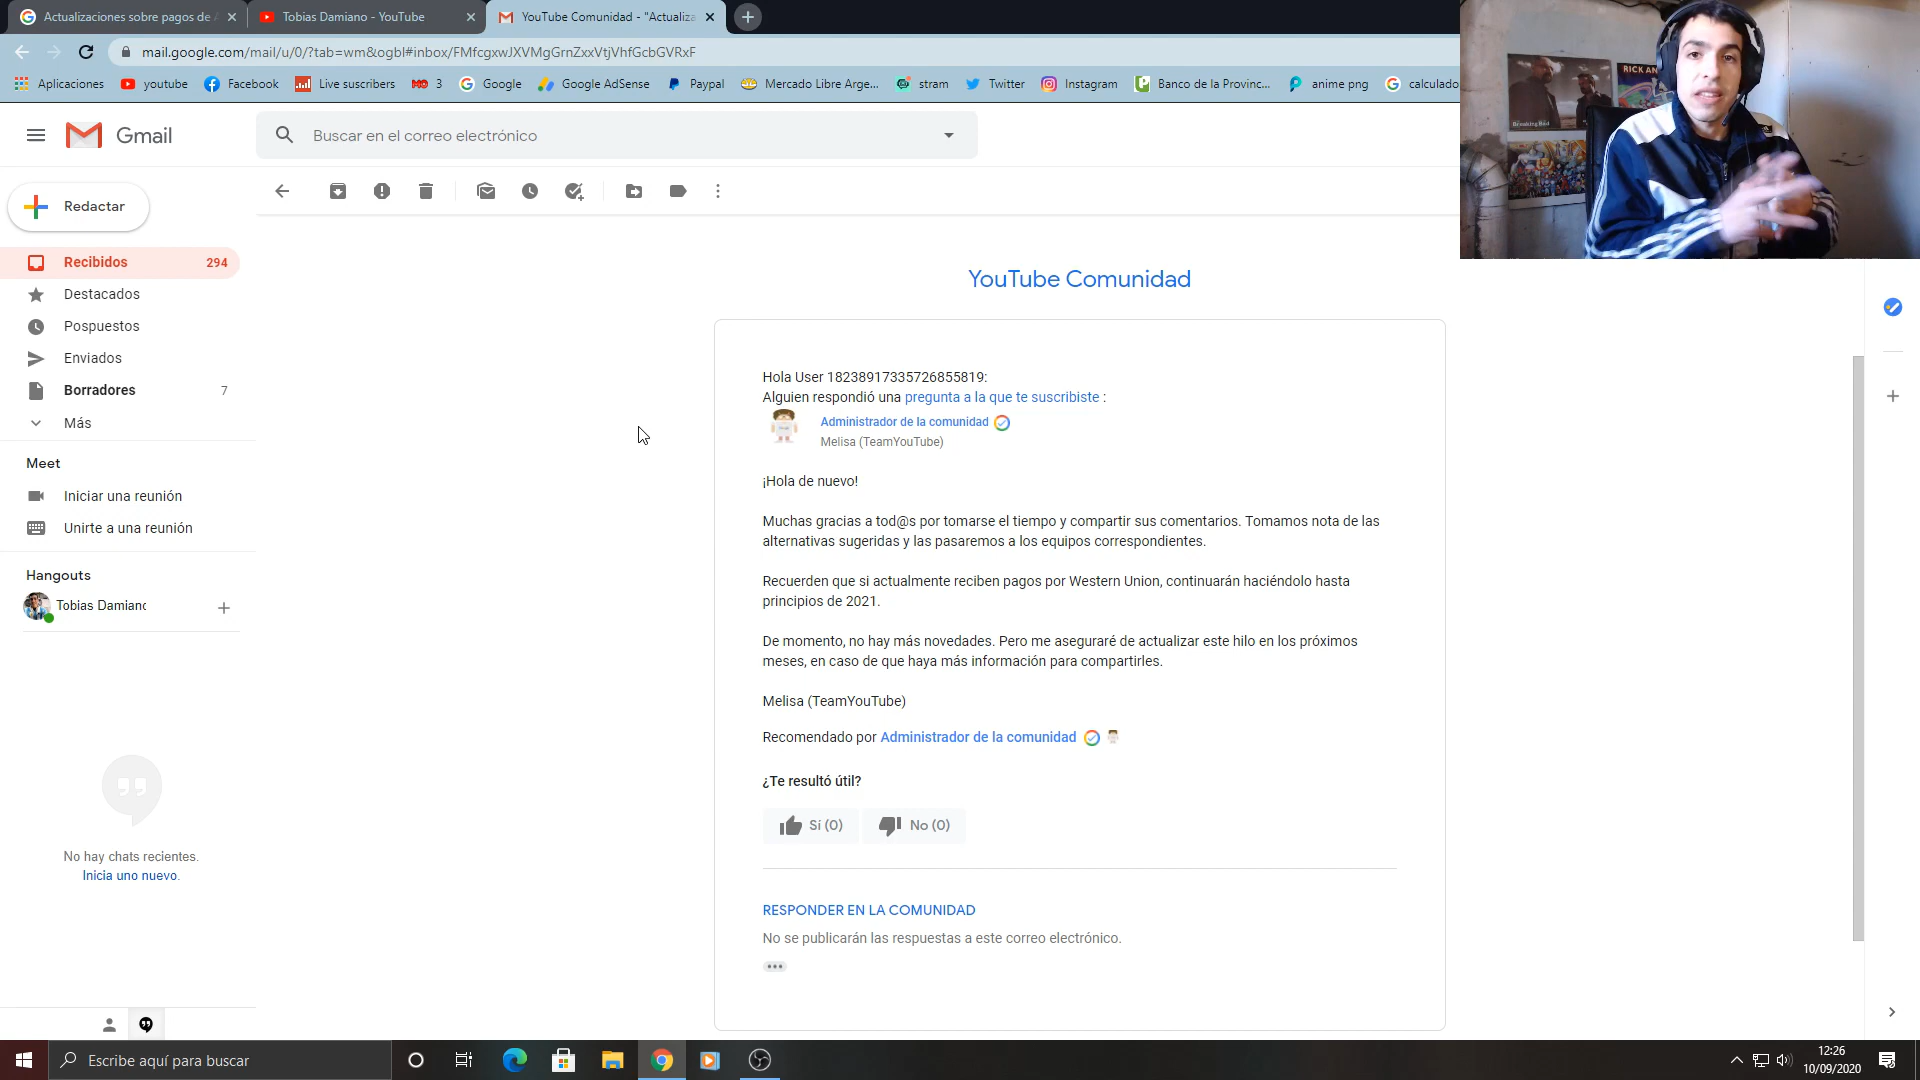 Actualizaciones sobre pagos de A
Tobias Damiano - YouTube
YouTube Comunidad - "Actualiza
mail.google.com/mail/u/0/?tab=wm&ogbl#inbox/FMfcgxwJXVMgGrnZxxVtjVhfGcbGVRxF
Aplicaciones
youtube
Facebook
Live suscribers
3
Google
Google AdSense
Paypal
Mercado Libre Arge...
stram
Twitter
Instagram
Banco de la Provinc...
anime png
calculado
Breaking Bad
RICK AN
Gmail
Buscar en el correo electrónico
Redactar
Recibidos 294
Destacados
Pospuestos
Enviados
Borradores 7
Más
Meet
Iniciar una reunión
Unirte a una reunión
Hangouts
Tobias Damiano
No hay chats recientes.
Inicia uno nuevo.
YouTube Comunidad
Hola User 18238917335726855819:
Alguien respondió una pregunta a la que te suscribiste :
Administrador de la comunidad
Melisa (TeamYouTube)
¡Hola de nuevo!
Muchas gracias a tod@s por tomarse el tiempo y compartir sus comentarios. Tomamos nota de las
alternativas sugeridas y las pasaremos a los equipos correspondientes.
Recuerden que si actualmente reciben pagos por Western Union, continuarán haciéndolo hasta
principios de 2021.
De momento, no hay más novedades. Pero me aseguraré de actualizar este hilo en los próximos
meses, en caso de que haya más información para compartirles.
Melisa (TeamYouTube)
Recomendado por Administrador de la comunidad
¿Te resultó útil?
Sí (0)
No (0)
RESPONDER EN LA COMUNIDAD
No se publicarán las respuestas a este correo electrónico.
Escribe aquí para buscar
12:26
10/09/2020